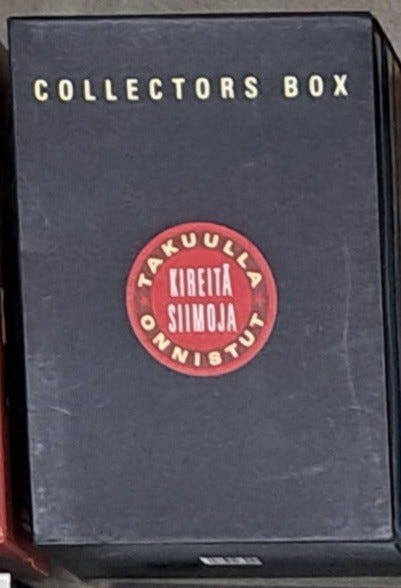 COLLECTORS BOX
TAKUULLA
KIREITÄ
SIIMOJA
ONNISTUT